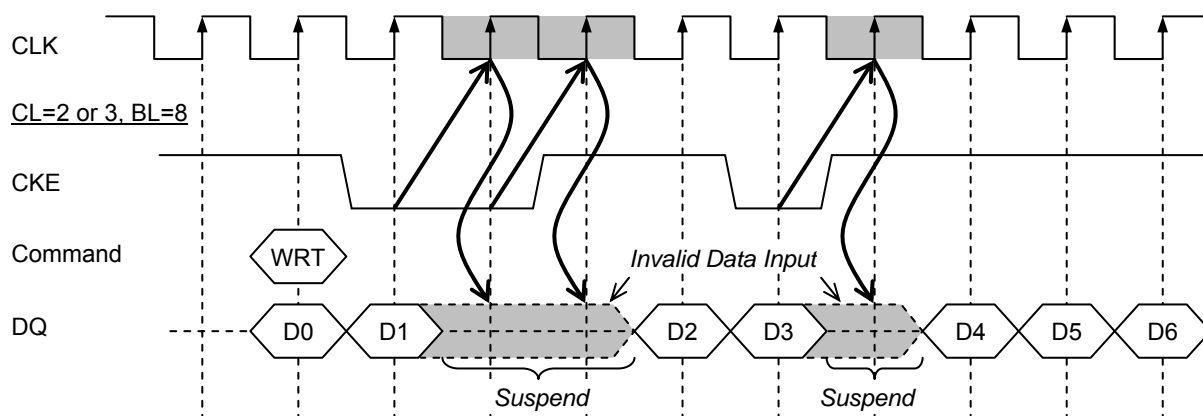 CLK
CL=2 or 3, BL=8
CKE
Command
WRT
Invalid Data Input
DQ
D0
D1
D2
D3
D4
D5
D6
Suspend
Suspend